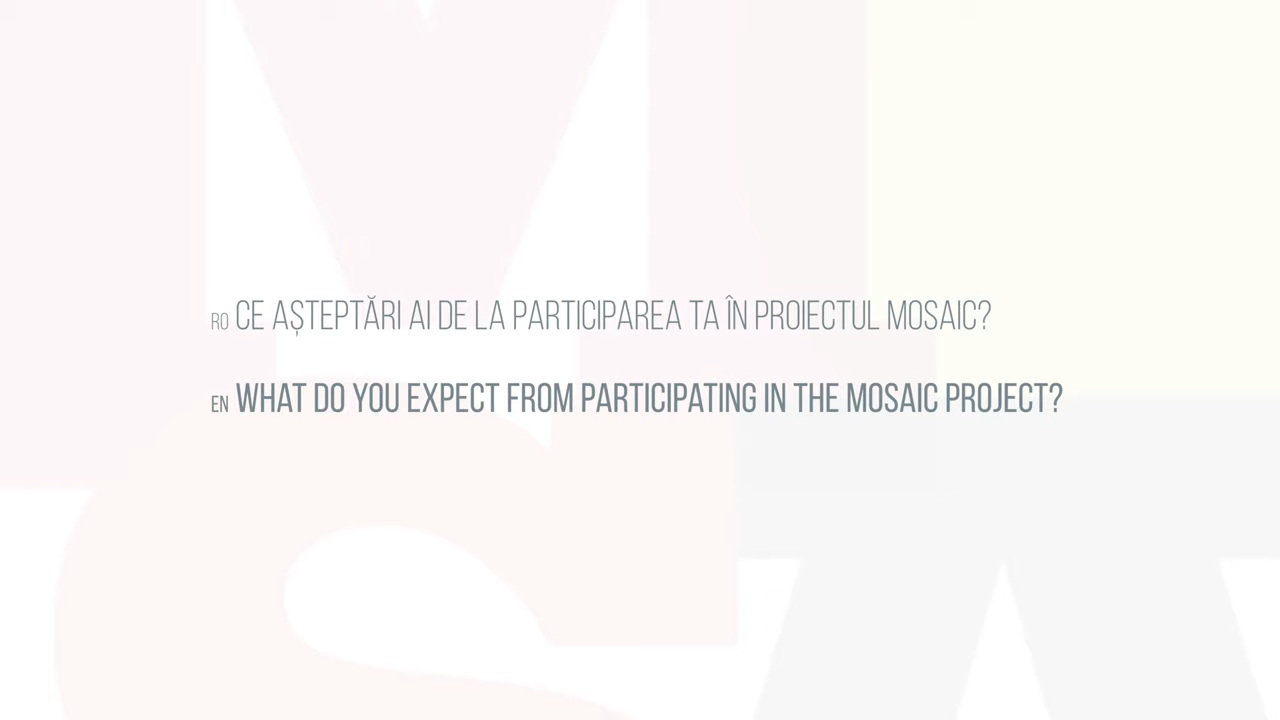 RO CE AȘTEPTĂRI AI DE LA PARTICIPAREA TA ÎN PROIECTUL MOSAIC?
EN WHAT DO YOU EXPECT FROM PARTICIPATING IN THE MOSAIC PROJECT?